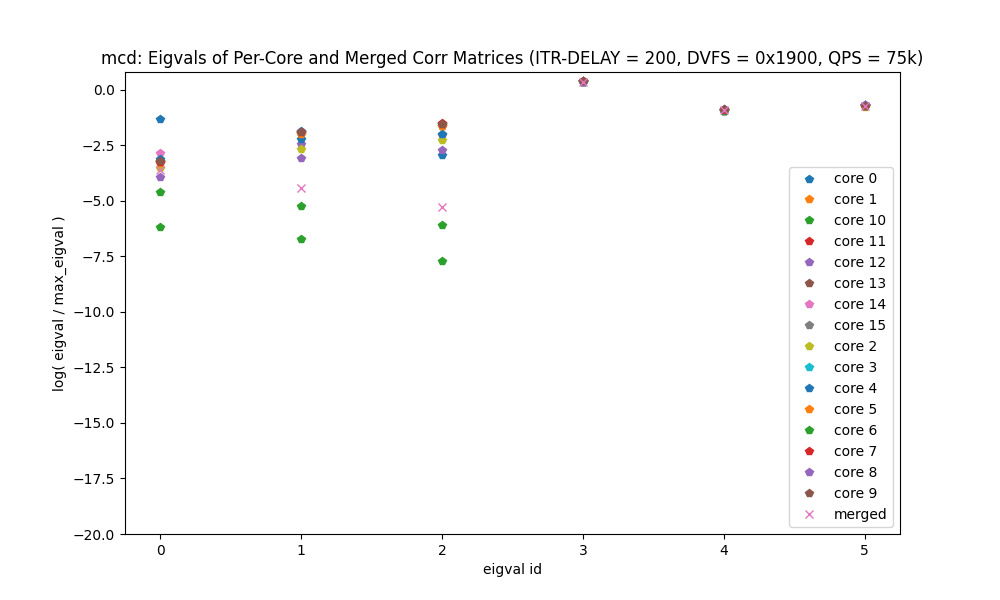 mcd: Eigvals of Per-Core and Merged Corr Matrices (ITR-DELAY = 200, DVFS = 0x1900, QPS = 75k)
log( eigval / max_eigval )
0.0
−2.5
−5.0
−7.5
−10.0
−12.5
−15.0
−17.5
−20.0
core 0
core 1
core 10
core 11
core 12
core 13
core 14
core 15
core 2
core 3
core 4
core 5
core 6
core 7
core 8
core 9
merged
0 1 2 3 4 5
eigval id